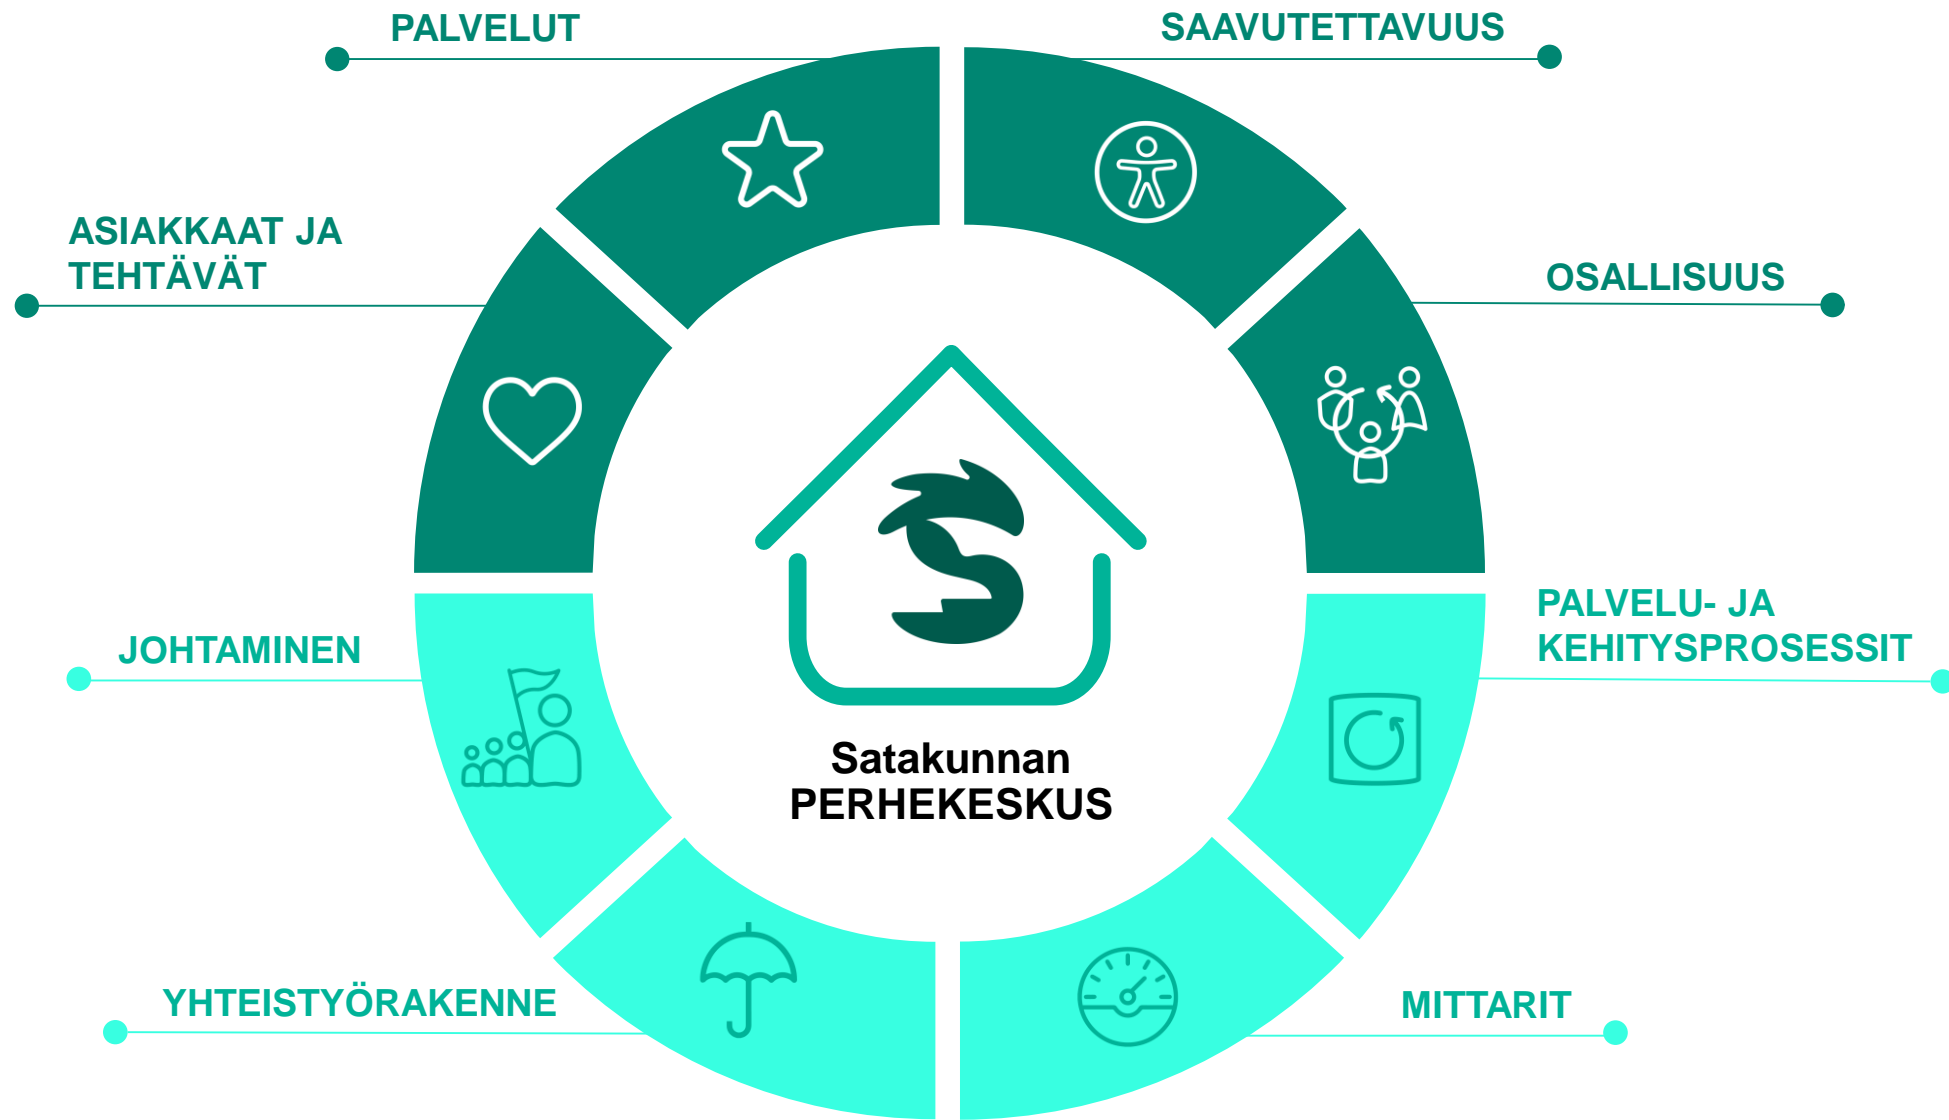 PALVELUT
SAAVUTETTAVUUS
ASIAKKAAT JA
TEHTÄVÄT
OSALLISUUS
JOHTAMINEN
PALVELU- JA
KEHITYSPROSESSIT
Satakunnan
PERHEKESKUS
YHTEISTYÖRAKENNE
MITTARIT